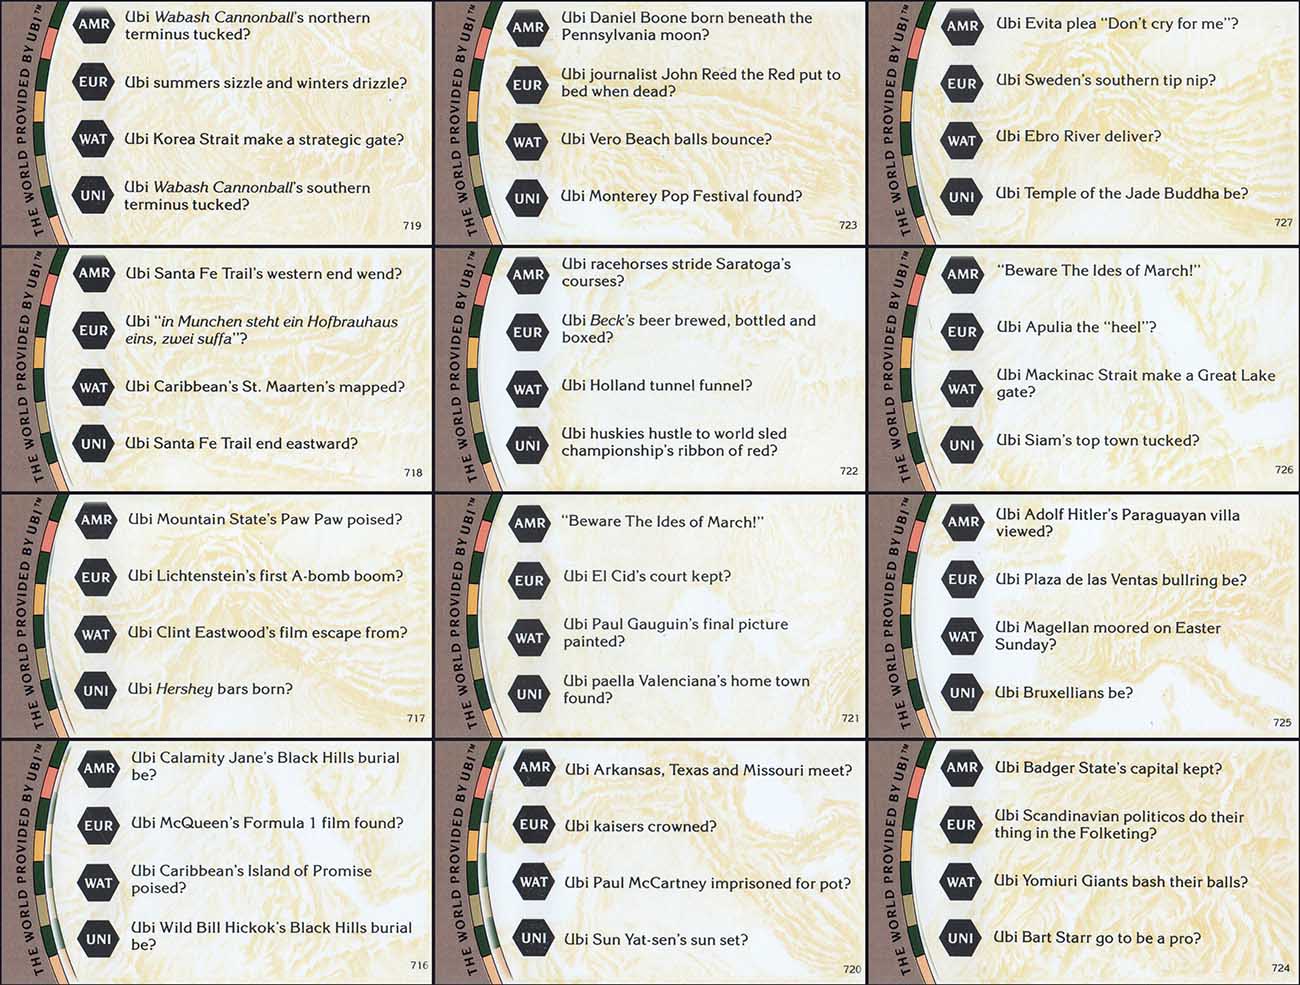 THE WORLD PROVIDED BY UBI™
AMR
Ubi Wabash Cannonball's northern
terminus tucked?
EUR
Ubi summers sizzle and winters drizzle?
WAT
Ubi Korea Strait make a strategic gate?
UNI
Ubi Wabash Cannonball's southern
terminus tucked?
719
THE WORLD PROVIDED BY UBI™
AMR
Ubi Daniel Boone born beneath the
Pennsylvania moon?
EUR
Ubi journalist John Reed the Red put to
bed when dead?
WAT
Ubi Vero Beach balls bounce?
UNI
Ubi Monterey Pop Festival found?
723
THE WORLD PROVIDED BY UBI™
AMR
Ubi Evita plea "Don't cry for me"?
EUR
Ubi Sweden's southern tip nip?
WAT
Ubi Ebro River deliver?
UNI
Ubi Temple of the Jade Buddha be?
727
THE WORLD PROVIDED BY UBI™
AMR
Ubi Santa Fe Trail's western end wend?
EUR
Ubi "in Munchen steht ein Hofbrauhaus
eins, zwei suffa"?
WAT
Ubi Caribbean's St. Maarten's mapped?
UNI
Ubi Santa Fe Trail end eastward?
718
THE WORLD PROVIDED BY UBI™
AMR
Ubi racehorses stride Saratoga's
courses?
EUR
Ubi Beck's beer brewed, bottled and
boxed?
WAT
Ubi Holland tunnel funnel?
UNI
Ubi huskies hustle to world sled
championship's ribbon of red?
722
THE WORLD PROVIDED BY UBI™
AMR
"Beware The Ides of March!"
EUR
Ubi Apulia the "heel"?
WAT
Ubi Mackinac Strait make a Great Lake
gate?
UNI
Ubi Siam's top town tucked?
726
THE WORLD PROVIDED BY UBI™
AMR
Ubi Mountain State's Paw Paw poised?
EUR
Ubi Lichtenstein's first A-bomb boom?
WAT
Ubi Clint Eastwood's film escape from?
UNI
Ubi Hershey bars born?
717
THE WORLD PROVIDED BY UBI™
AMR
"Beware The Ides of March!"
EUR
Ubi El Cid's court kept?
WAT
Ubi Paul Gauguin's final picture
painted?
UNI
Ubi paella Valenciana's home town
found?
721
THE WORLD PROVIDED BY UBI™
AMR
Ubi Adolf Hitler's Paraguayan villa
viewed?
EUR
Ubi Plaza de las Ventas bullring be?
WAT
Ubi Magellan moored on Easter
Sunday?
UNI
Ubi Bruxellians be?
725
THE WORLD PROVIDED BY UBI™
AMR
Ubi Calamity Jane's Black Hills burial
be?
EUR
Ubi McQueen's Formula 1 film found?
WAT
Ubi Caribbean's Island of Promise
poised?
UNI
Ubi Wild Bill Hickok's Black Hills burial
be?
716
THE WORLD PROVIDED BY UBI™
AMR
Ubi Arkansas, Texas and Missouri meet?
EUR
Ubi kaisers crowned?
WAT
Ubi Paul McCartney imprisoned for pot?
UNI
Ubi Sun Yat-sen's sun set?
720
THE WORLD PROVIDED BY UBI™
AMR
Ubi Badger State's capital kept?
EUR
Ubi Scandinavian politicos do their
thing in the Folketing?
WAT
Ubi Yomiuri Giants bash their balls?
UNI
Ubi Bart Starr go to be a pro?
724